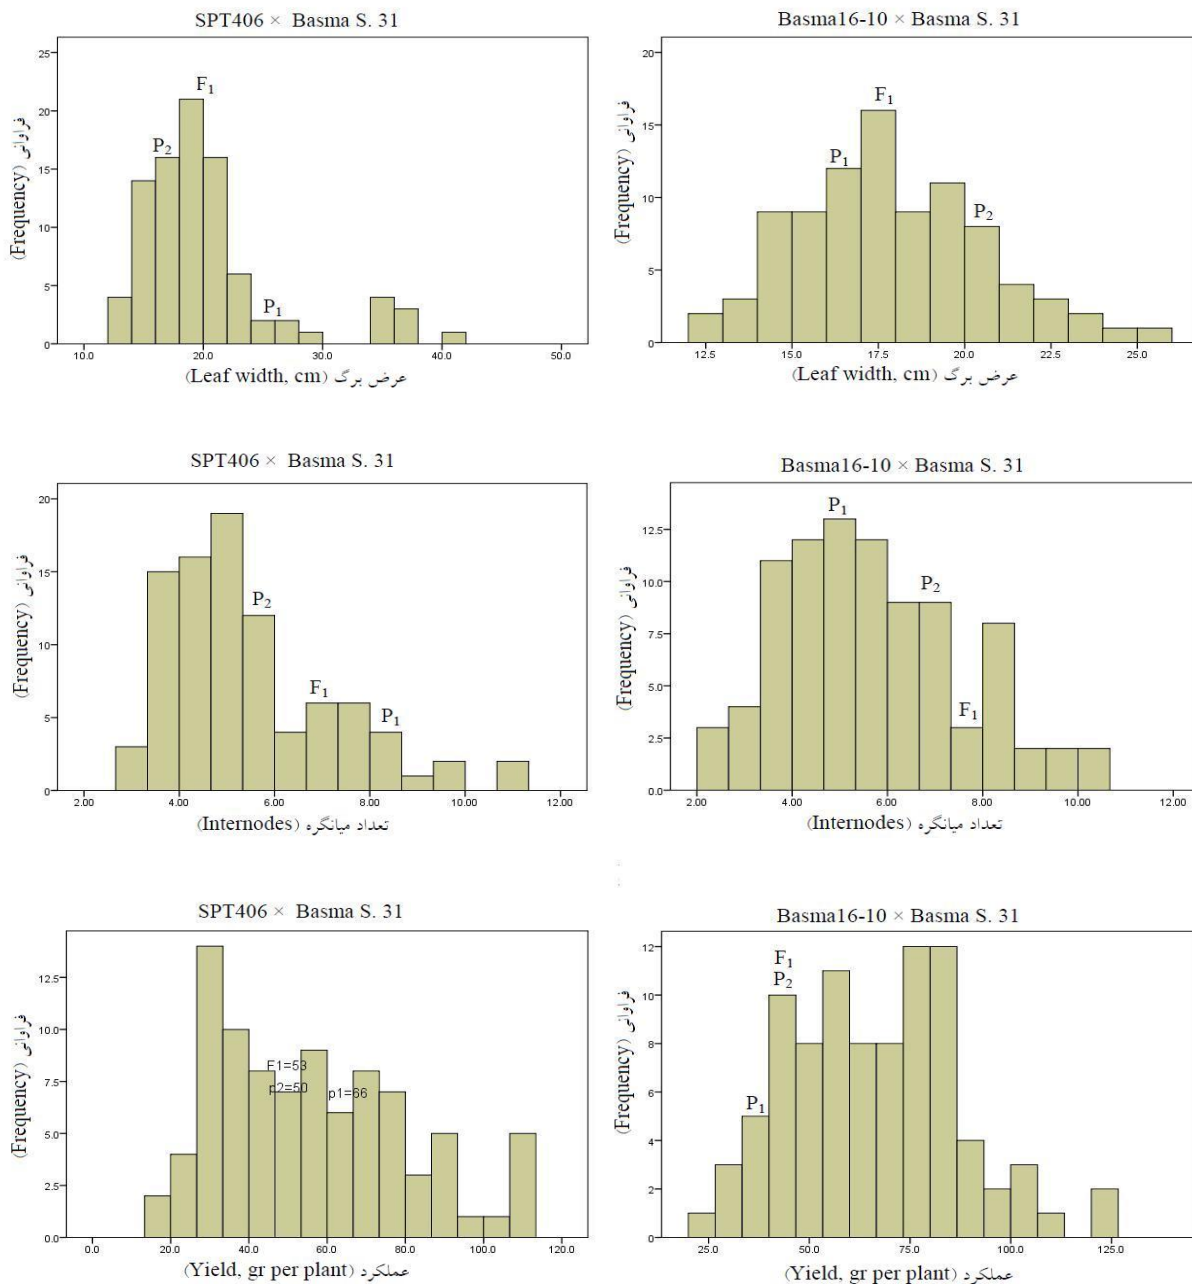 SPT406 × Basma S. 31
25
20
15
10
5
0
فراوانی (Frequency)
P₂
F₁
P₁
10.0 20.0 30.0 40.0 50.0
عرض برگ (Leaf width, cm)
Basma16-10 × Basma S. 31
20
15
10
5
0
فراوانی (Frequency)
P₁
F₁
P₂
12.5 15.0 17.5 20.0 22.5 25.0
عرض برگ (Leaf width, cm)
SPT406 × Basma S. 31
20
15
10
5
0
فراوانی (Frequency)
P₂
F₁
P₁
2.00 4.00 6.00 8.00 10.00 12.00
تعداد میانگره (Internodes)
Basma16-10 × Basma S. 31
12.5
10.0
7.5
5.0
2.5
0.0
فراوانی (Frequency)
P₁
P₂
F₁
2.00 4.00 6.00 8.00 10.00 12.00
تعداد میانگره (Internodes)
SPT406 × Basma S. 31
12.5
10.0
7.5
5.0
2.5
0.0
فراوانی (Frequency)
F1=53
p2=50
p1=66
0.0 20.0 40.0 60.0 80.0 100.0 120.0
عملکرد (Yield, gr per plant)
Basma16-10 × Basma S. 31
12
10
8
6
4
2
0
فراوانی (Frequency)
F₁
P₂
P₁
25.0 50.0 75.0 100.0 125.0
عملکرد (Yield, gr per plant)